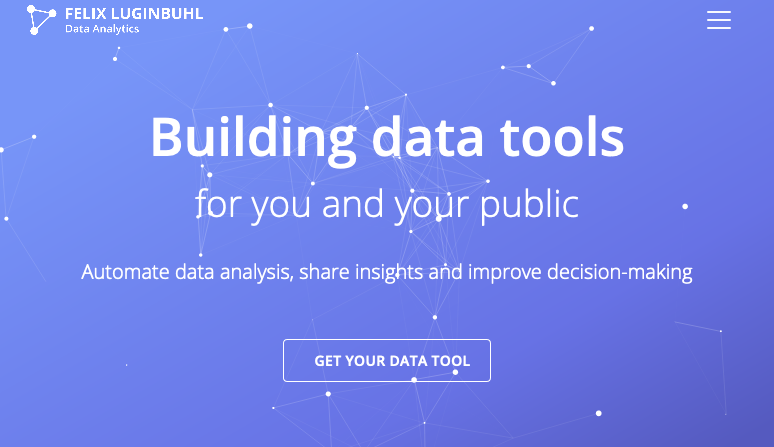 FELIX LUGINBUHL
Data Analytics
Building data tools
for you and your public
Automate data analysis, share insights and improve decision-making
GET YOUR DATA TOOL